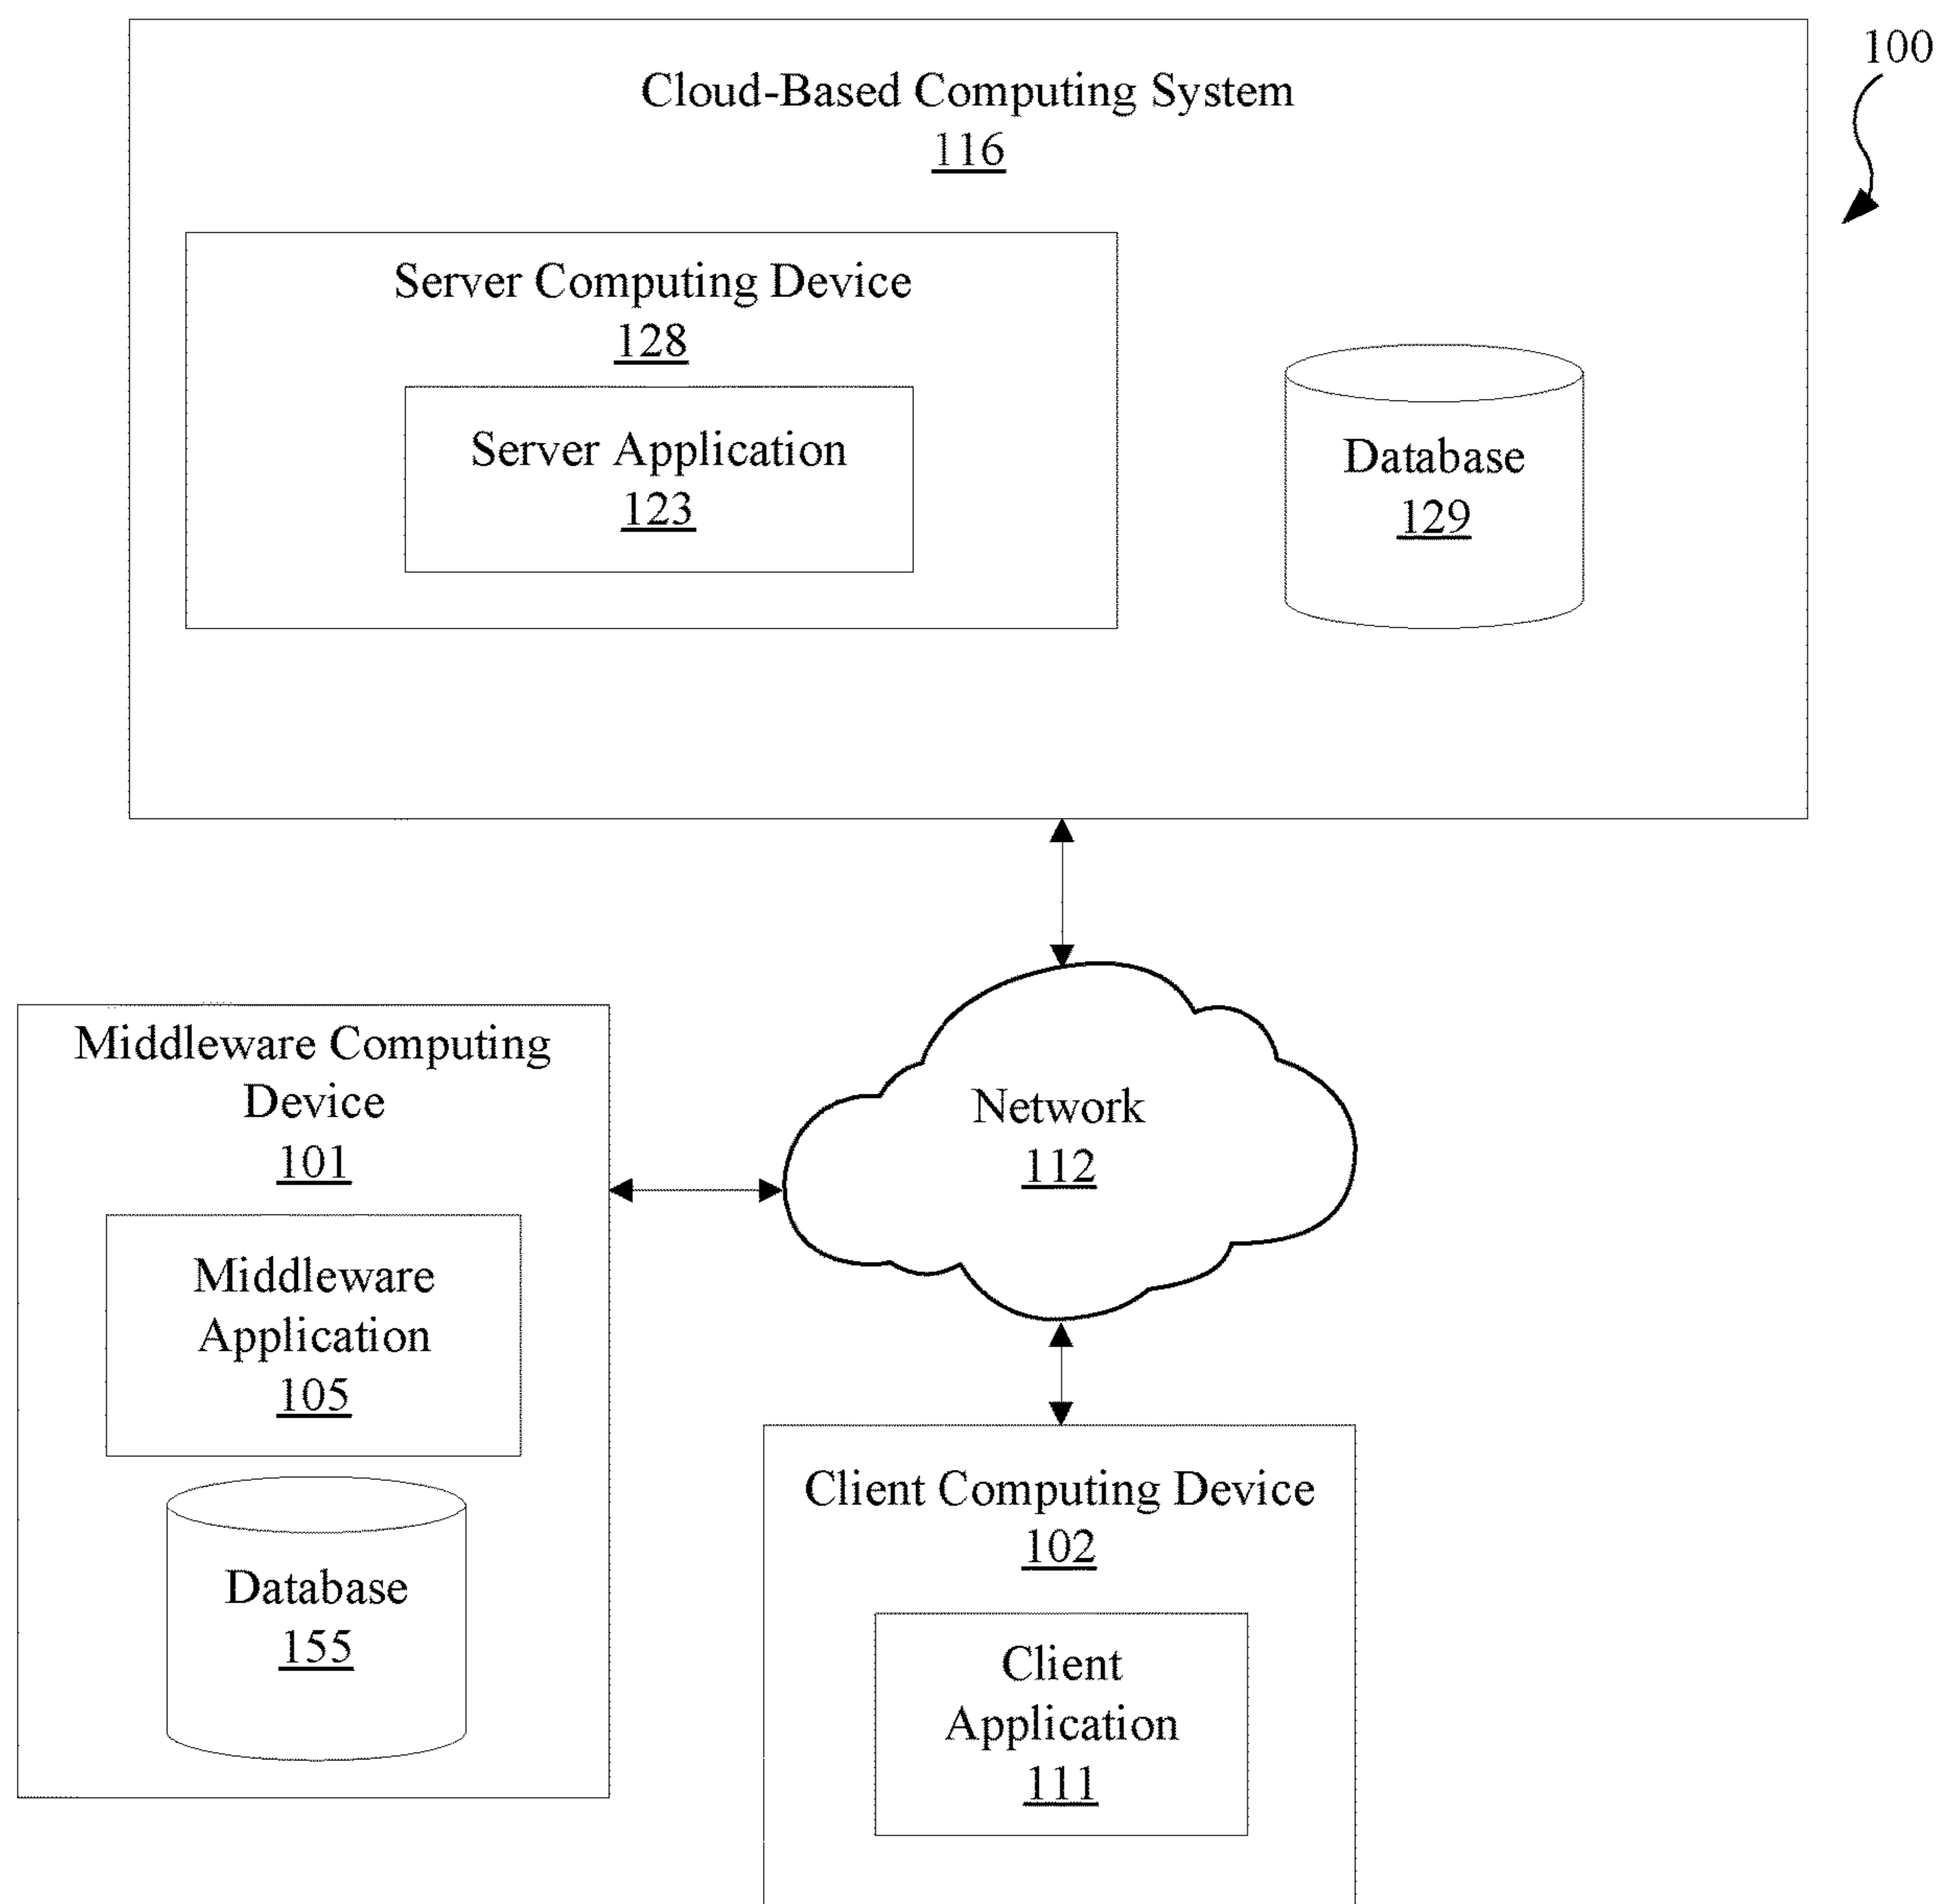 100
Cloud-Based Computing System
116
Server Computing Device
128
Server Application
123
Database
129
Middleware Computing
Device
101
Middleware
Application
105
Database
155
Network
112
Client Computing Device
102
Client
Application
111